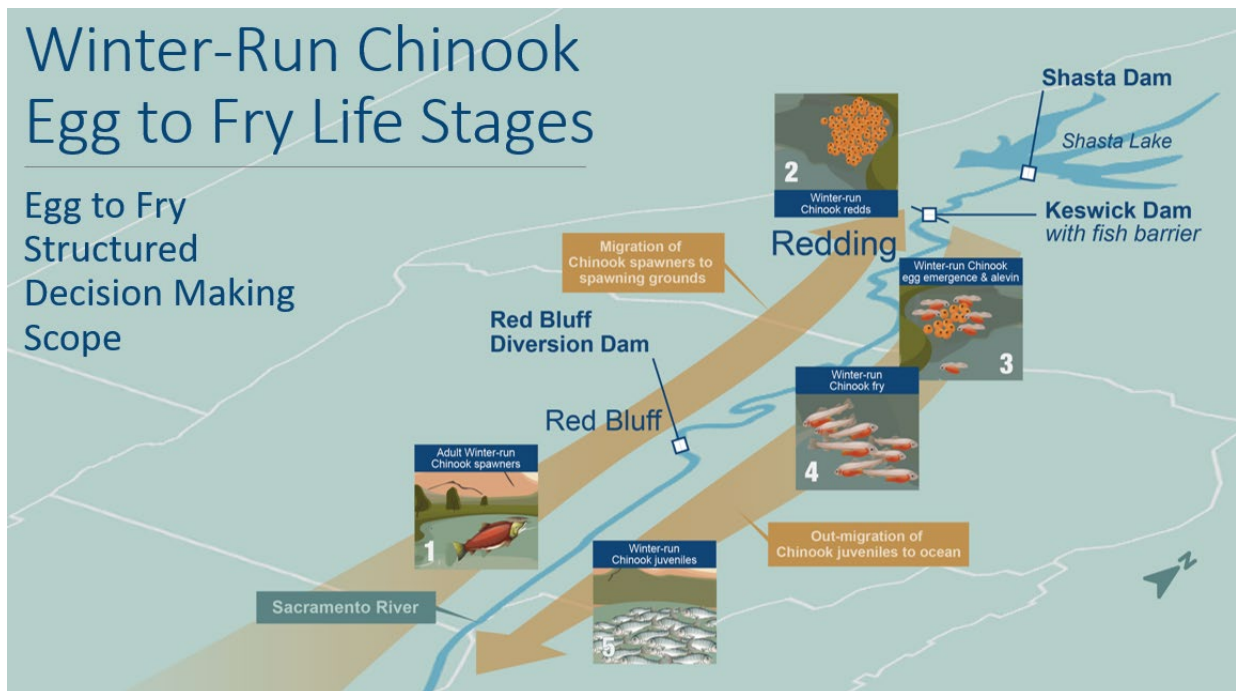 Winter-Run Chinook
Egg to Fry Life Stages
Egg to Fry
Structured
Decision Making
Scope
Shasta Dam
Shasta Lake
Keswick Dam
with fish barrier
2
Winter-run
Chinook redds
Redding
Migration of
Chinook spawners to
spawning grounds
Winter-run Chinook
egg emergence & alevin
3
Red Bluff
Diversion Dam
Red Bluff
Winter-run
Chinook fry
4
Adult Winter-run
Chinook spawners
1
Out-migration of
Chinook juveniles to ocean
Winter-run
Chinook juveniles
5
Sacramento River
N